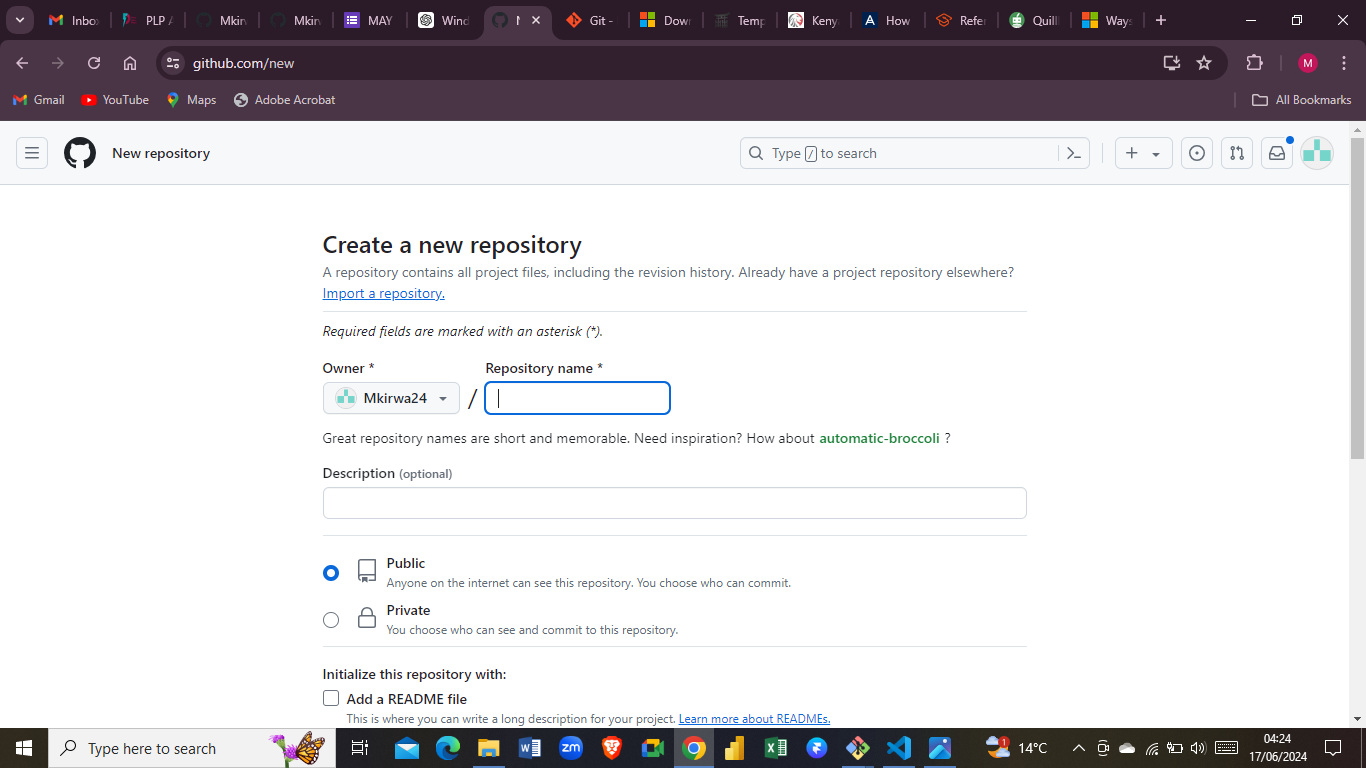 Inbo
PLP A
Mkirv
Mkirv
MAY
Wind
Git -
Dow
Temp
Keny
How
Refer
Quill
Ways
github.com/new
M
Gmail
YouTube
Maps
Adobe Acrobat
All Bookmarks
New repository
Type / to search
Create a new repository
A repository contains all project files, including the revision history. Already have a project repository elsewhere?
Import a repository.
Required fields are marked with an asterisk (*).
Owner *
Repository name *
Mkirwa24
/
Great repository names are short and memorable. Need inspiration? How about automatic-broccoli ?
Description (optional)
Public
Anyone on the internet can see this repository. You choose who can commit.
Private
You choose who can see and commit to this repository.
Initialize this repository with:
Add a README file
This is where you can write a long description for your project. Learn more about READMEs.
Type here to search
zm
1
14°C
04:24
17/06/2024